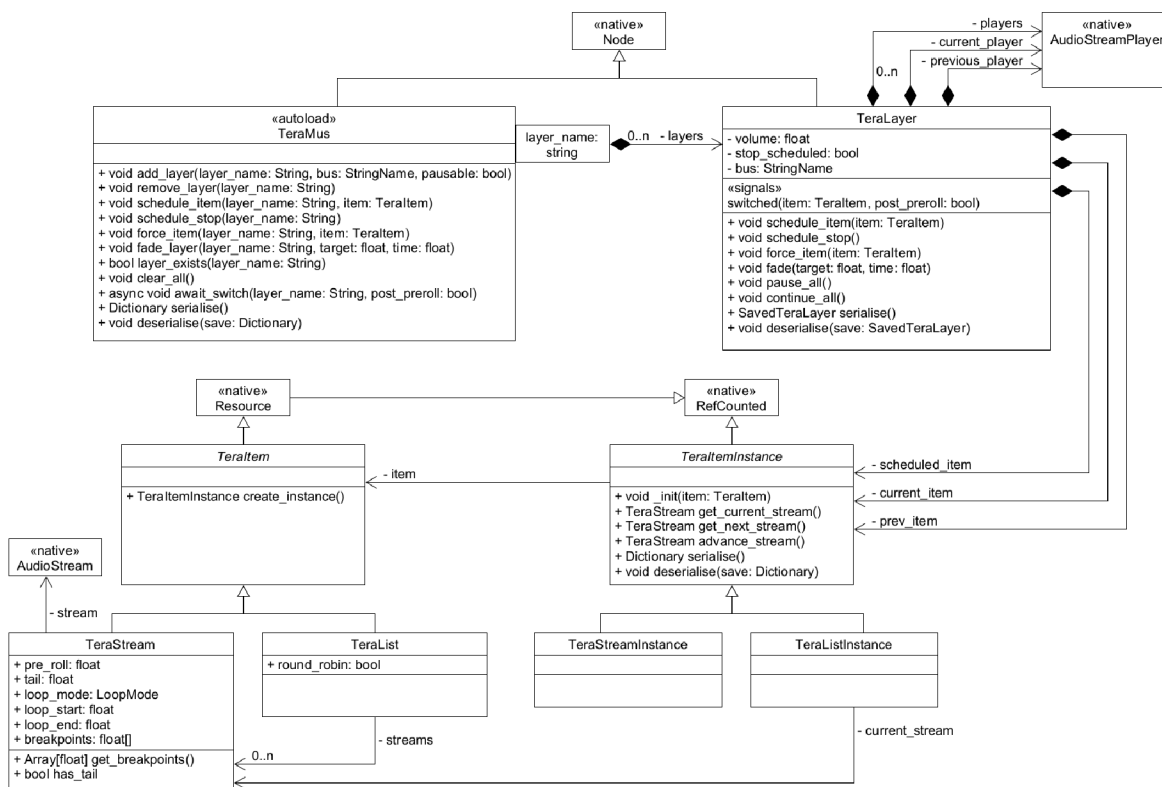 «native»
Node
- players
- current_player
- previous_player
0..n
«native»
AudioStreamPlayer
«autoload»
TeraMus
+ void add_layer(layer_name: String, bus: StringName, pausable: bool)
+ void remove_layer(layer_name: String)
+ void schedule_item(layer_name: String, item: TeraItem)
+ void schedule_stop(layer_name: String)
+ void force_item(layer_name: String, item: TeraItem)
+ void fade_layer(layer_name: String, target: float, time: float)
+ bool layer_exists(layer_name: String)
+ void clear_all()
+ async void await_switch(layer_name: String, post_preroll: bool)
+ Dictionary serialise()
+ void deserialise(save: Dictionary)
layer_name:
string
0..n
- layers
TeraLayer
- volume: float
- stop_scheduled: bool
- bus: StringName
«signals»
switched(item: TeraItem, post_preroll: bool)
+ void schedule_item(item: TeraItem)
+ void schedule_stop()
+ void force_item(item: TeraItem)
+ void fade(target: float, time: float)
+ void pause_all()
+ void continue_all()
+ SavedTeraLayer serialise()
+ void deserialise(save: SavedTeraLayer)
«native»
Resource
«native»
RefCounted
TeraItem
+ TeraItemInstance create_instance()
- item
TeraItemInstance
+ void _init(item: TeraItem)
+ TeraStream get_current_stream()
+ TeraStream get_next_stream()
+ TeraStream advance_stream()
+ Dictionary serialise()
+ void deserialise(save: Dictionary)
- scheduled_item
- current_item
- prev_item
«native»
AudioStream
- stream
TeraStream
+ pre_roll: float
+ tail: float
+ loop_mode: LoopMode
+ loop_start: float
+ loop_end: float
+ breakpoints: float[]
+ Array[float] get_breakpoints()
+ bool has_tail
TeraList
+ round_robin: bool
- streams
0..n
TeraStreamInstance
TeraListInstance
- current_stream